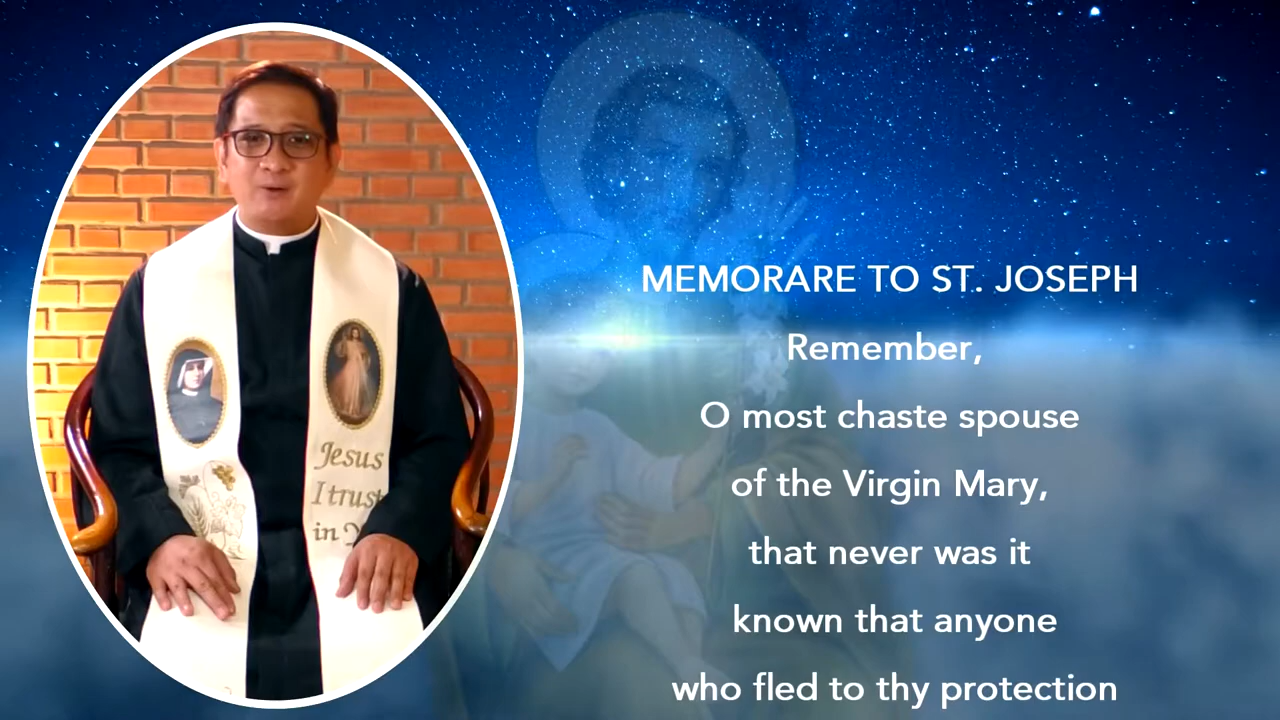 Jesus
I trust
in
MEMORARE TO ST. JOSEPH
Remember,
O most chaste spouse
of the Virgin Mary,
that never was it
known that anyone
who fled to thy protection